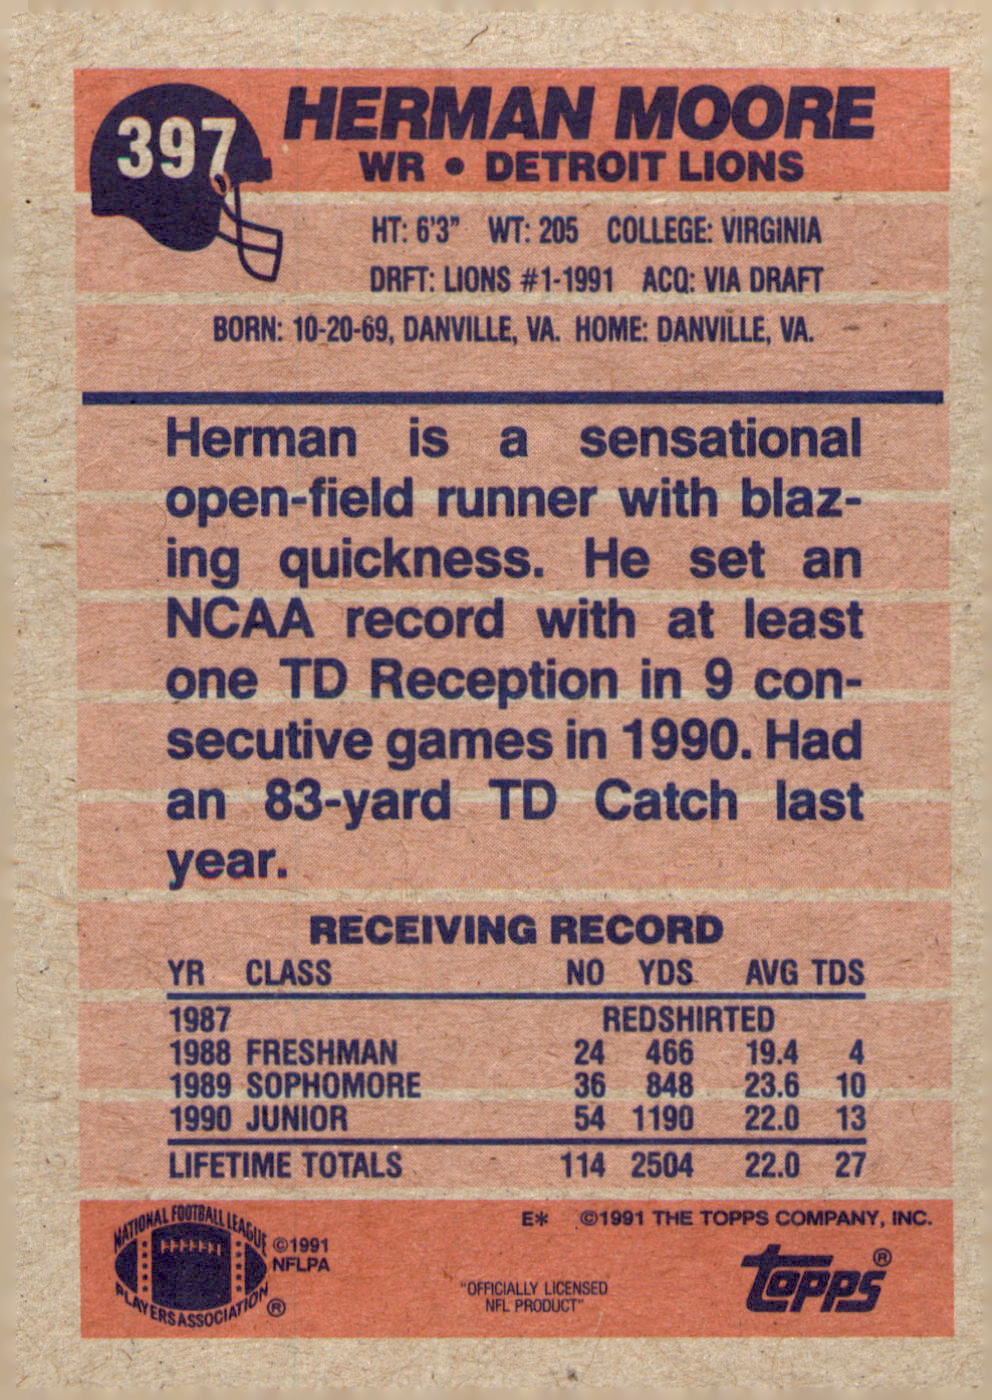 397
HERMAN MOORE
WR • DETROIT LIONS
HT: 6'3" WT: 205 COLLEGE: VIRGINIA
DRFT: LIONS #1-1991 ACQ: VIA DRAFT
BORN: 10-20-69, DANVILLE, VA. HOME: DANVILLE, VA.
Herman is a sensational
open-field runner with blaz-
ing quickness. He set an
NCAA record with at least
one TD Reception in 9 con-
secutive games in 1990. Had
an 83-yard TD Catch last
year.
RECEIVING RECORD
YR CLASS NO YDS AVG TDS
1987 REDSHIRTED
1988 FRESHMAN 24 466 19.4 4
1989 SOPHOMORE 36 848 23.6 10
1990 JUNIOR 54 1190 22.0 13
LIFETIME TOTALS 114 2504 22.0 27
E* ©1991 THE TOPPS COMPANY, INC.
NATIONAL FOOTBALL LEAGUE
PLAYERS ASSOCIATION ®
©1991
NFLPA
"OFFICIALLY LICENSED
NFL PRODUCT"
topps®